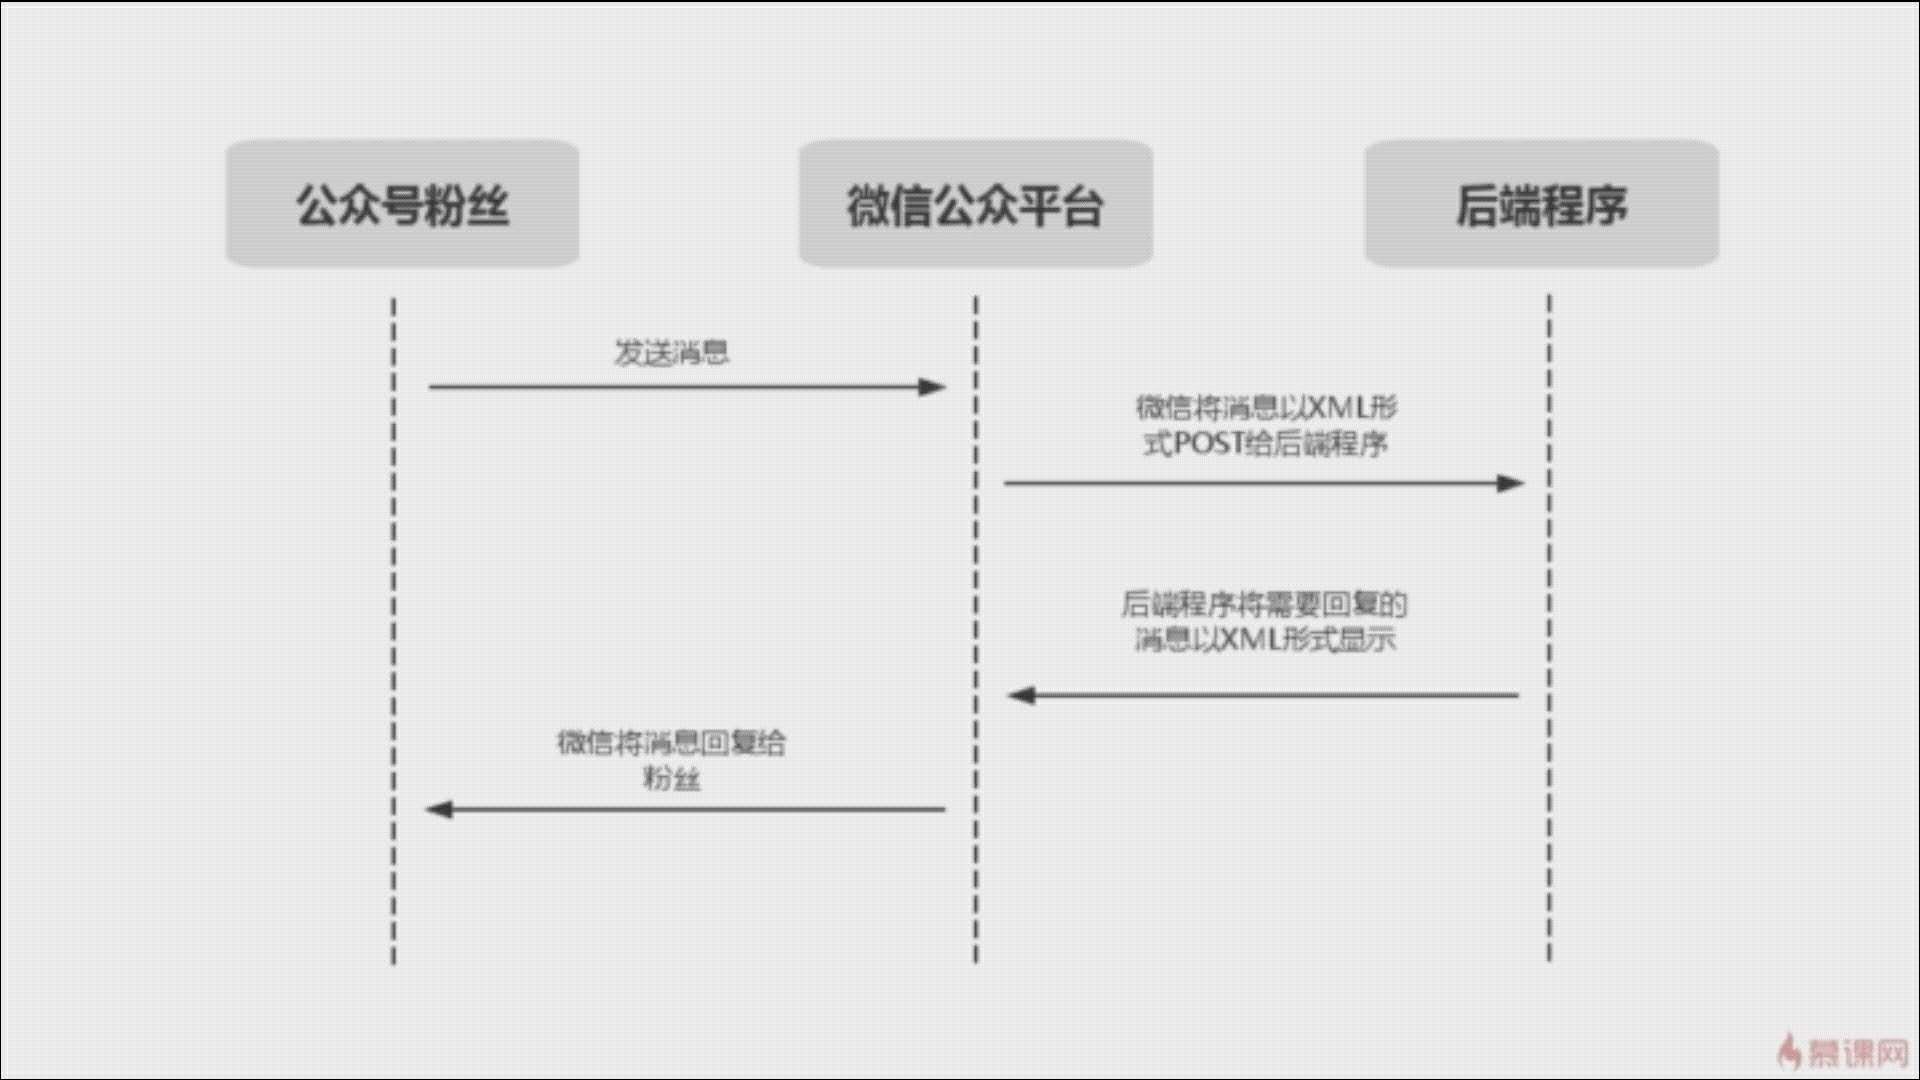 公众号粉丝
微信公众平台
后端程序
发送消息
微信将消息以XML形
式POST给后端程序
后端程序将需要回复的
消息以XML形式显示
微信将消息回复给
粉丝
慕课网